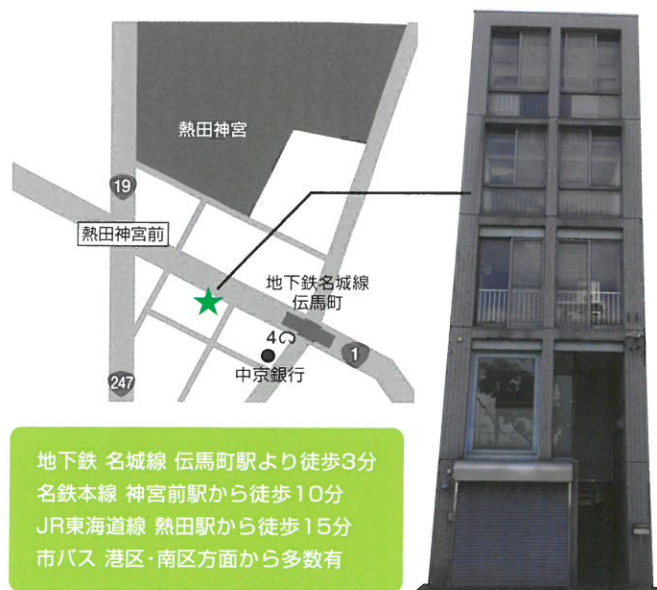 熱田神宮
19
熱田神宮前
地下鉄名城線
伝馬町
4
1
中京銀行
247
地下鉄 名城線 伝馬町駅より徒歩3分
名鉄本線 神宮前駅から徒歩10分
JR東海道線 熱田駅から徒歩15分
市バス 港区・南区方面から多数有